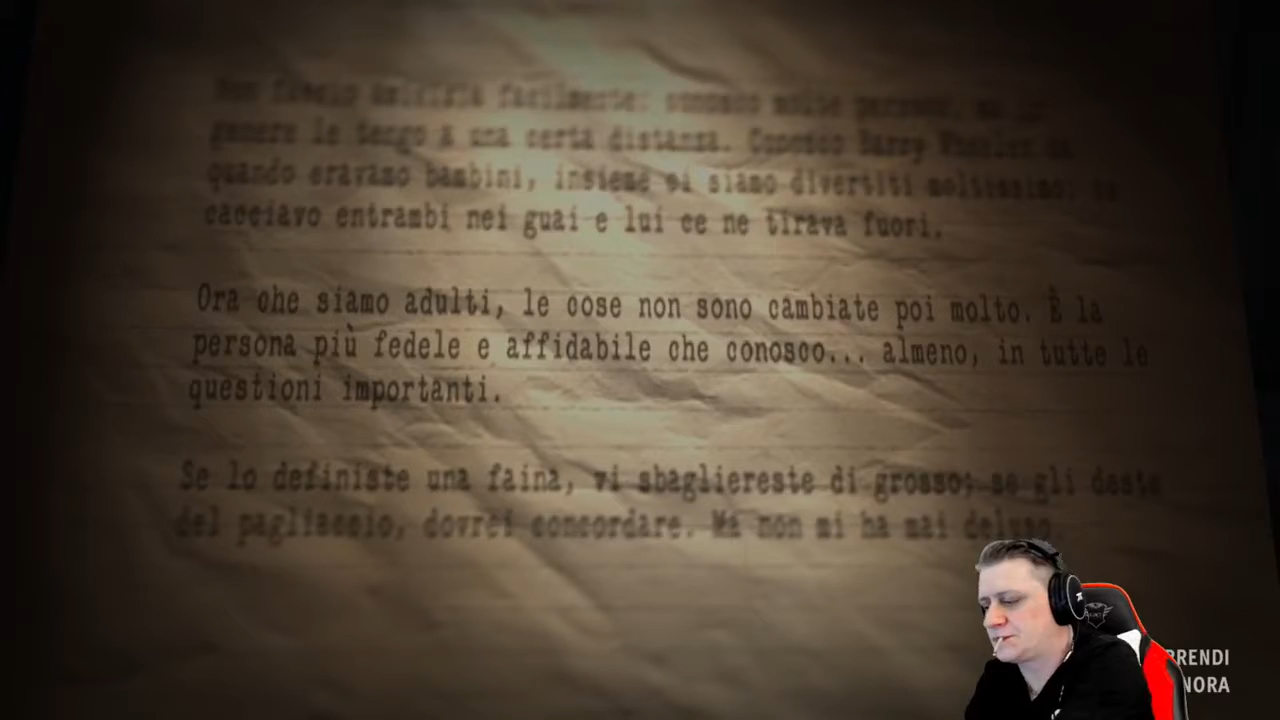 Non faccio amicizia facilmente: conosco molte persone, ma in
genere le tengo a una certa distanza. Conosco Barry Wheeler da
quando eravamo bambini, insieme ci siamo divertiti moltissimo: io
cacciavo entrambi nei guai e lui ce ne tirava fuori.
Ora che siamo adulti, le cose non sono cambiate poi molto. È la
persona più fedele e affidabile che conosco... almeno, in tutte le
questioni importanti.
Se lo definiste una faina, vi sbagliereste di grosso; se gli deste
del pagliaccio, dovrei concordare. Ma non mi ha mai deluso
RENDI
NORA